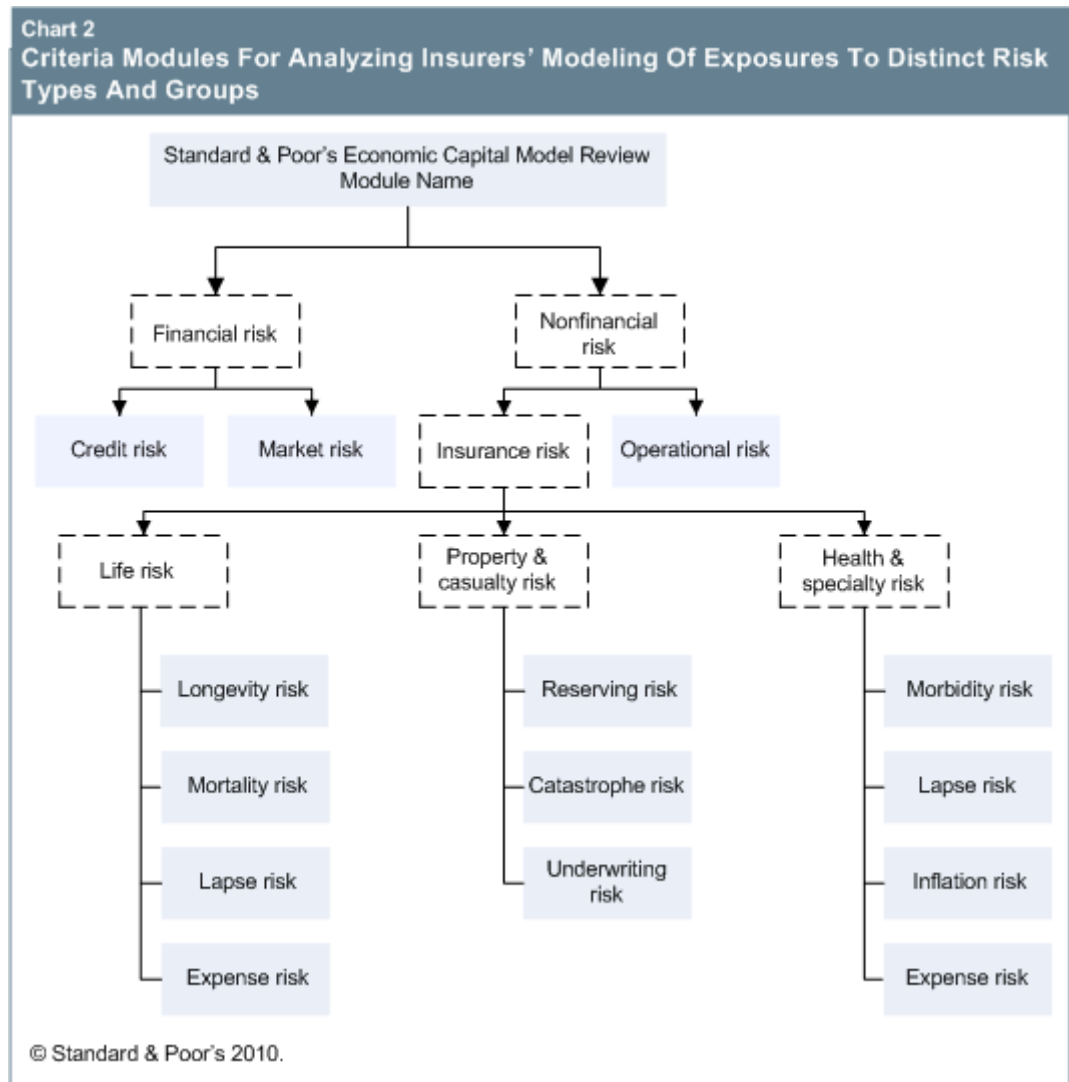 Chart 2
Criteria Modules For Analyzing Insurers’ Modeling Of Exposures To Distinct Risk
Types And Groups
Standard & Poor’s Economic Capital Model Review
Module Name
Financial risk
Nonfinancial
risk
Credit risk
Market risk
Insurance risk
Operational risk
Life risk
Property &
casualty risk
Health &
specialty risk
Longevity risk
Reserving risk
Morbidity risk
Mortality risk
Catastrophe risk
Lapse risk
Lapse risk
Underwriting
risk
Inflation risk
Expense risk
Expense risk
© Standard & Poor’s 2010.